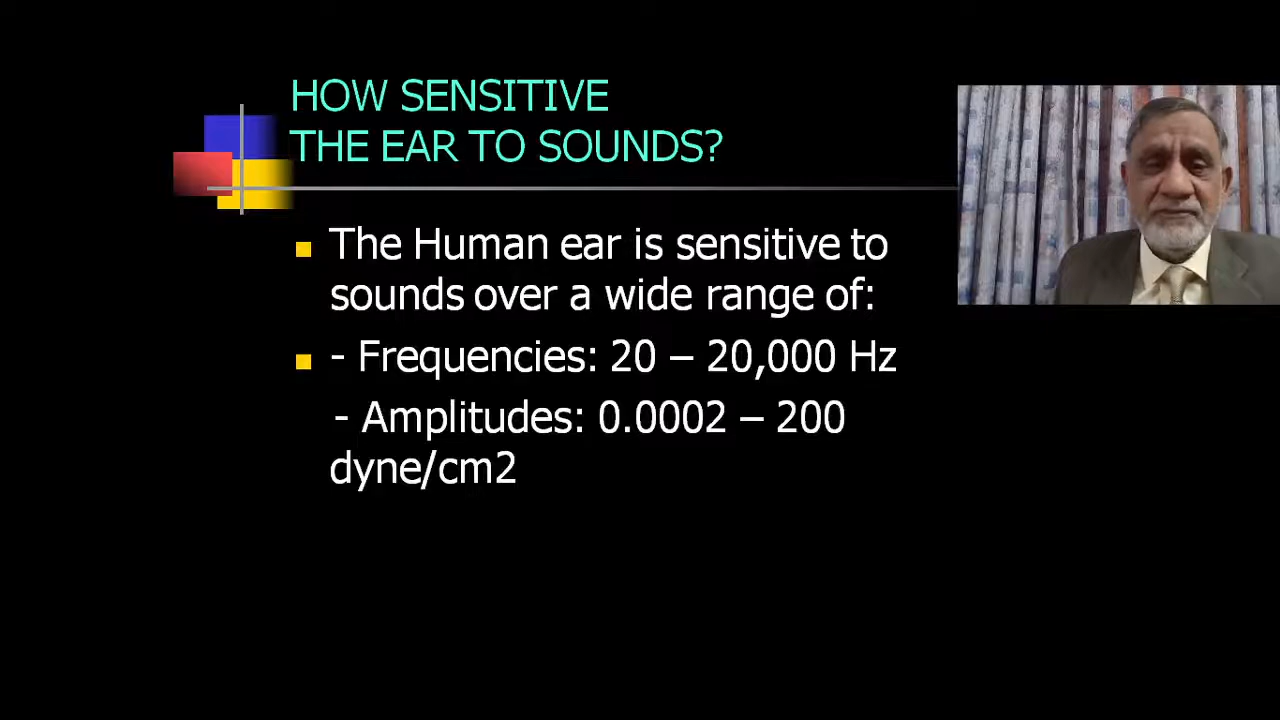 HOW SENSITIVE
THE EAR TO SOUNDS?
The Human ear is sensitive to
sounds over a wide range of:
- Frequencies: 20 – 20,000 Hz
- Amplitudes: 0.0002 – 200
dyne/cm2